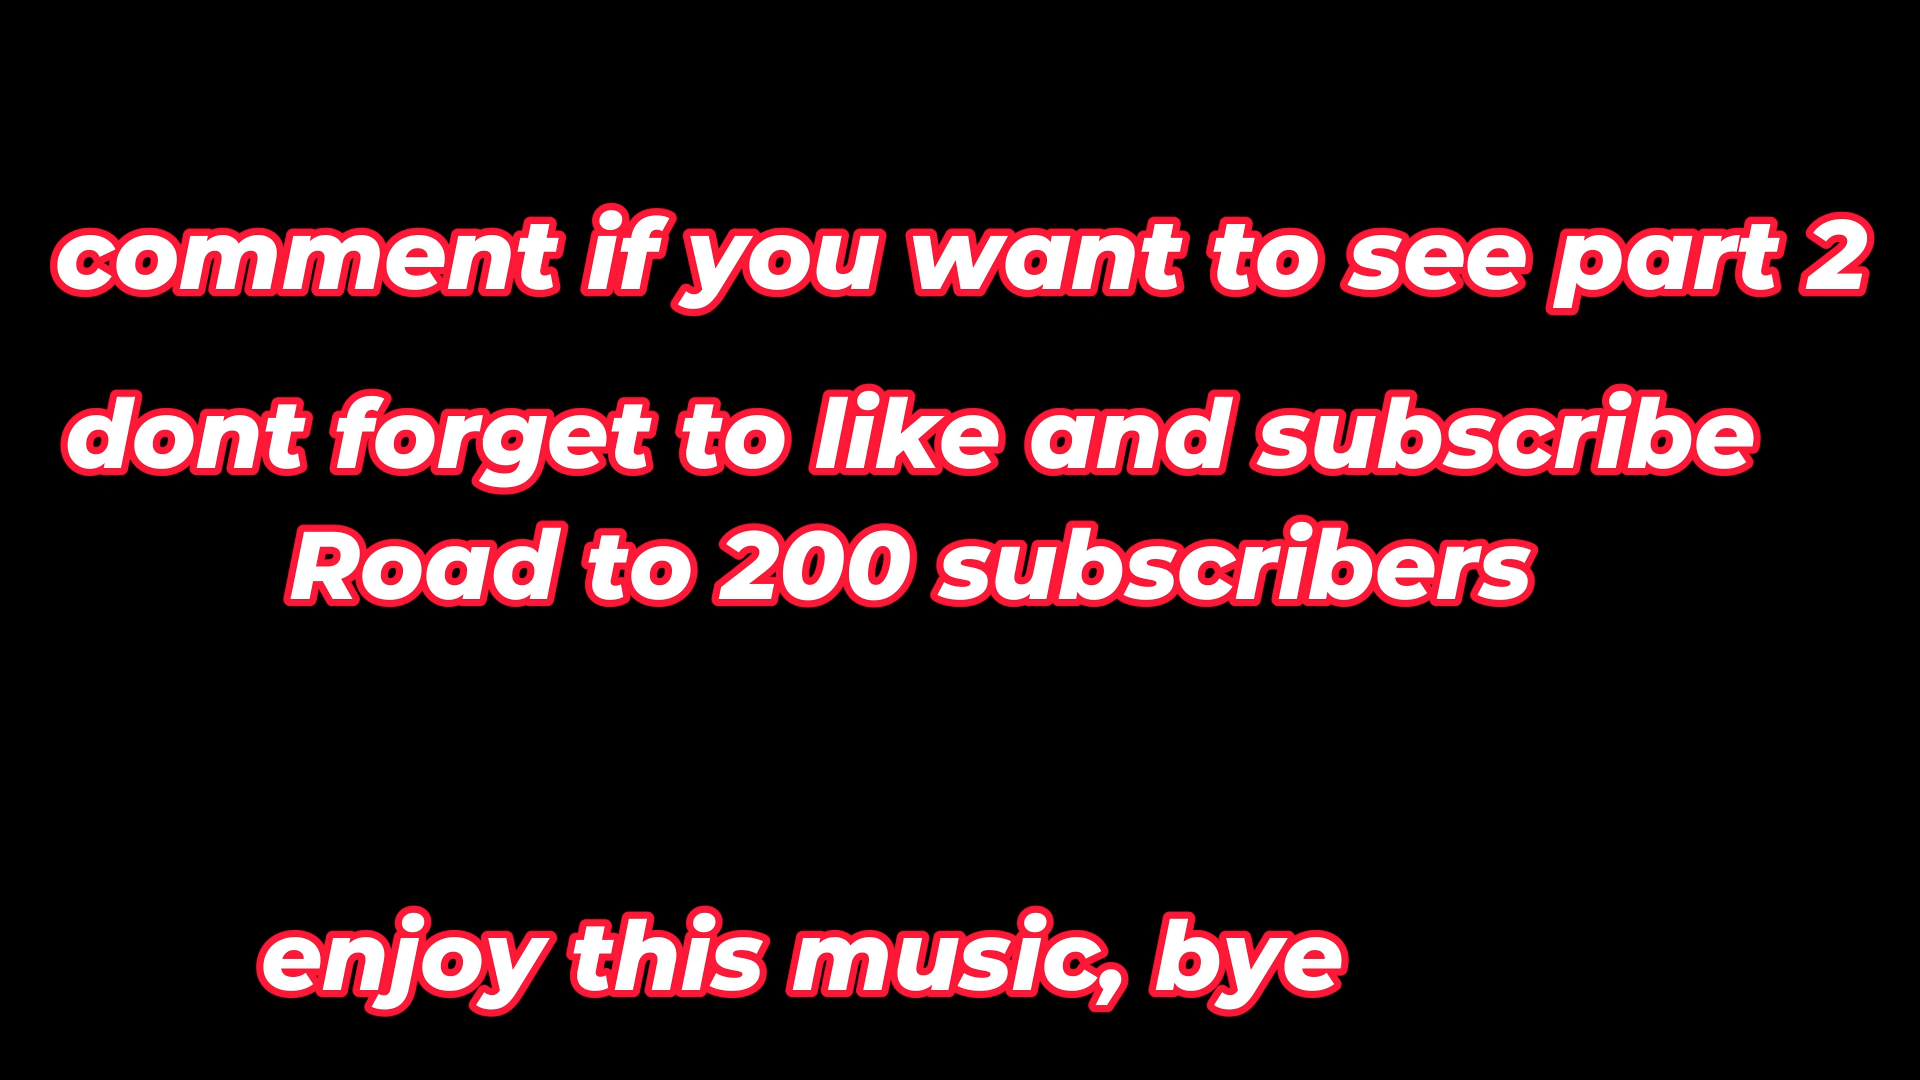 comment if you want to see part 2
dont forget to like and subscribe
Road to 200 subscribers
enjoy this music, bye